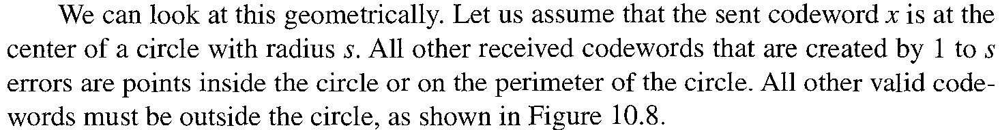 We can look at this geometrically. Let us assume that the sent codeword x is at the
center of a circle with radius s. All other received codewords that are created by 1 to s
errors are points inside the circle or on the perimeter of the circle. All other valid code-
words must be outside the circle, as shown in Figure 10.8.